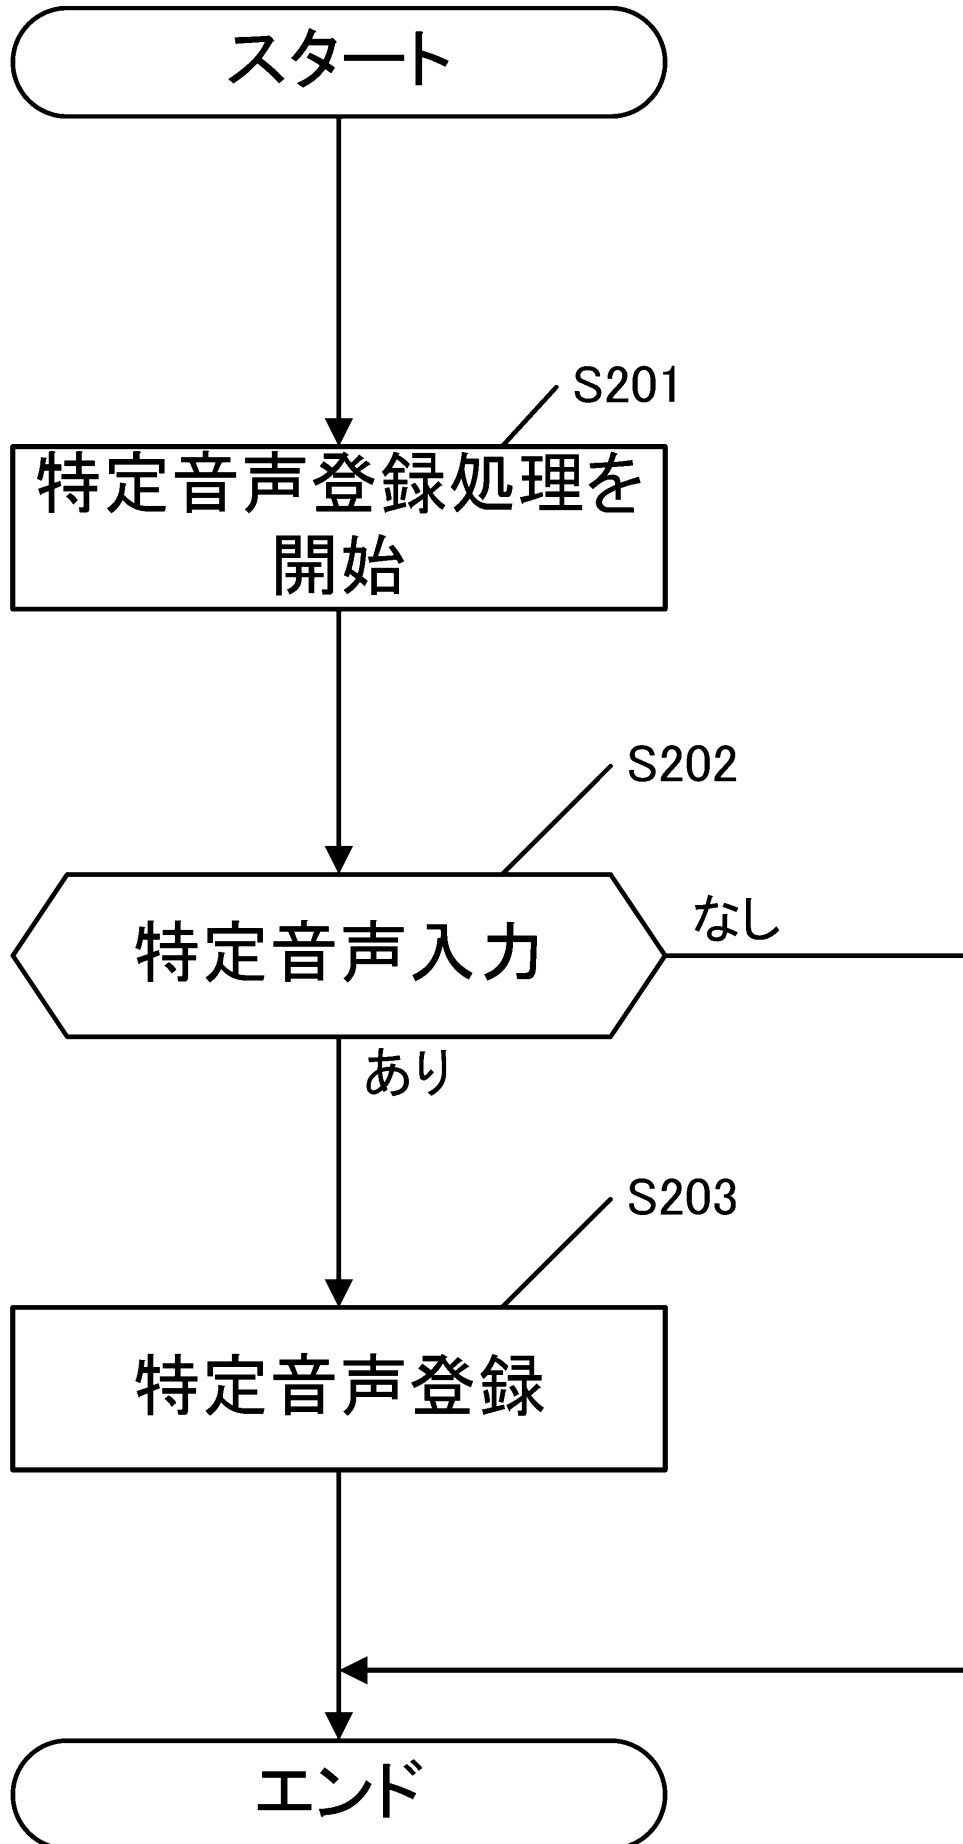 スタート
S201
特定音声登録処理を
開始
S202
特定音声入力
なし
あり
S203
特定音声登録
エンド